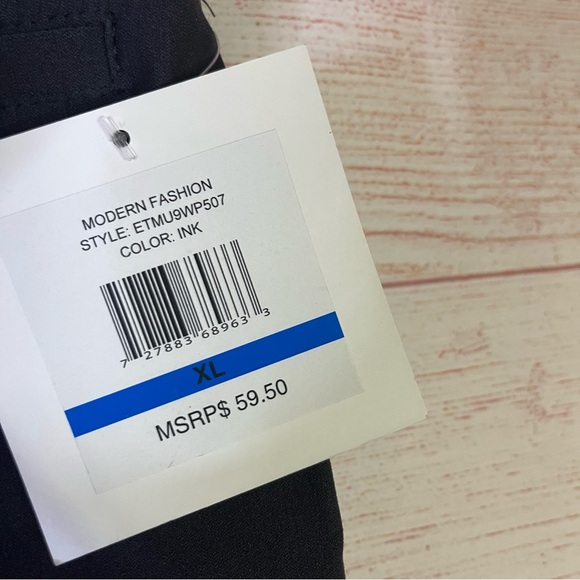 MODERN FASHION
STYLE: ETMU9WP507
COLOR: INK
7 27883 68963 3
XL
MSRP$ 59.50